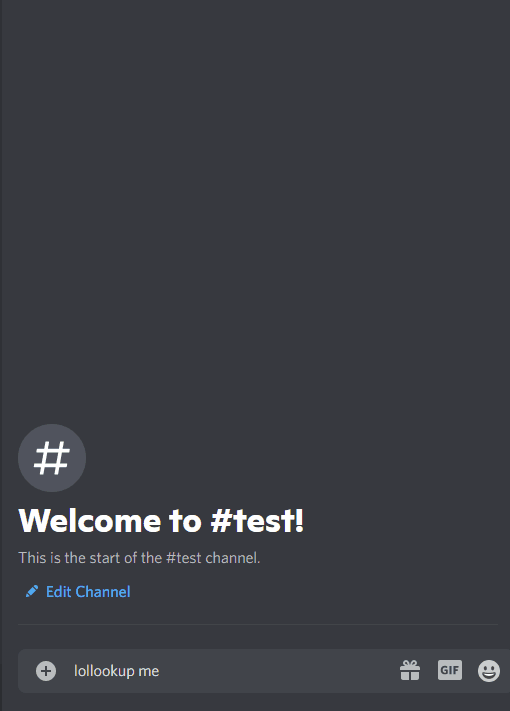 #
Welcome to #test!
This is the start of the #test channel.
Edit Channel
lollookup me
GIF